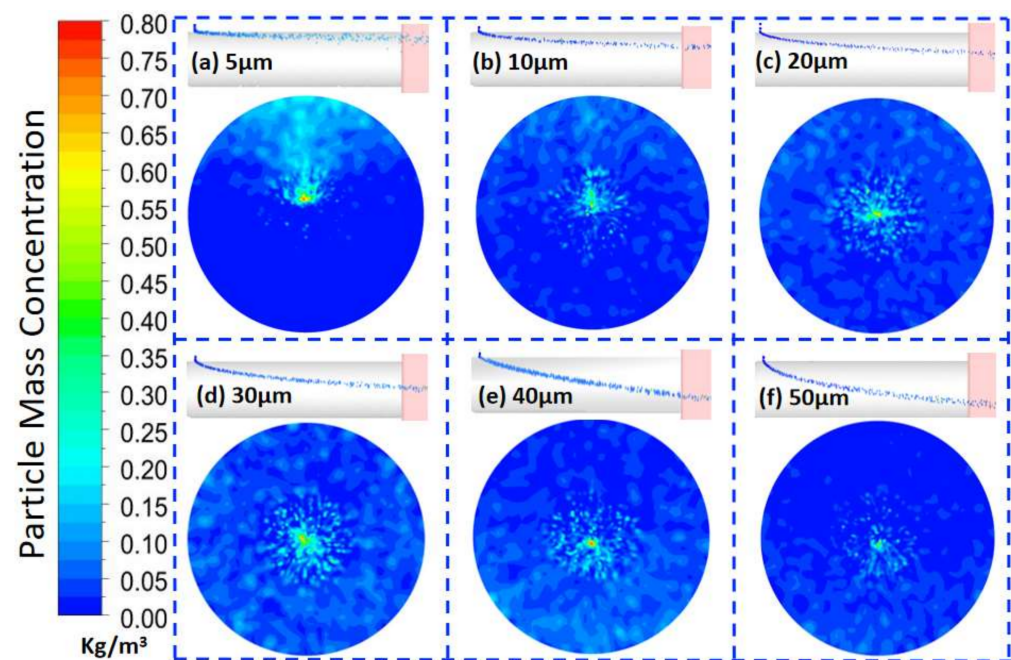 Particle Mass Concentration
0.80
0.75
0.70
0.65
0.60
0.55
0.50
0.45
0.40
0.35
0.30
0.25
0.20
0.15
0.10
0.05
0.00
Kg/m³
(a) 5μm
(b) 10μm
(c) 20μm
(d) 30μm
(e) 40μm
(f) 50μm